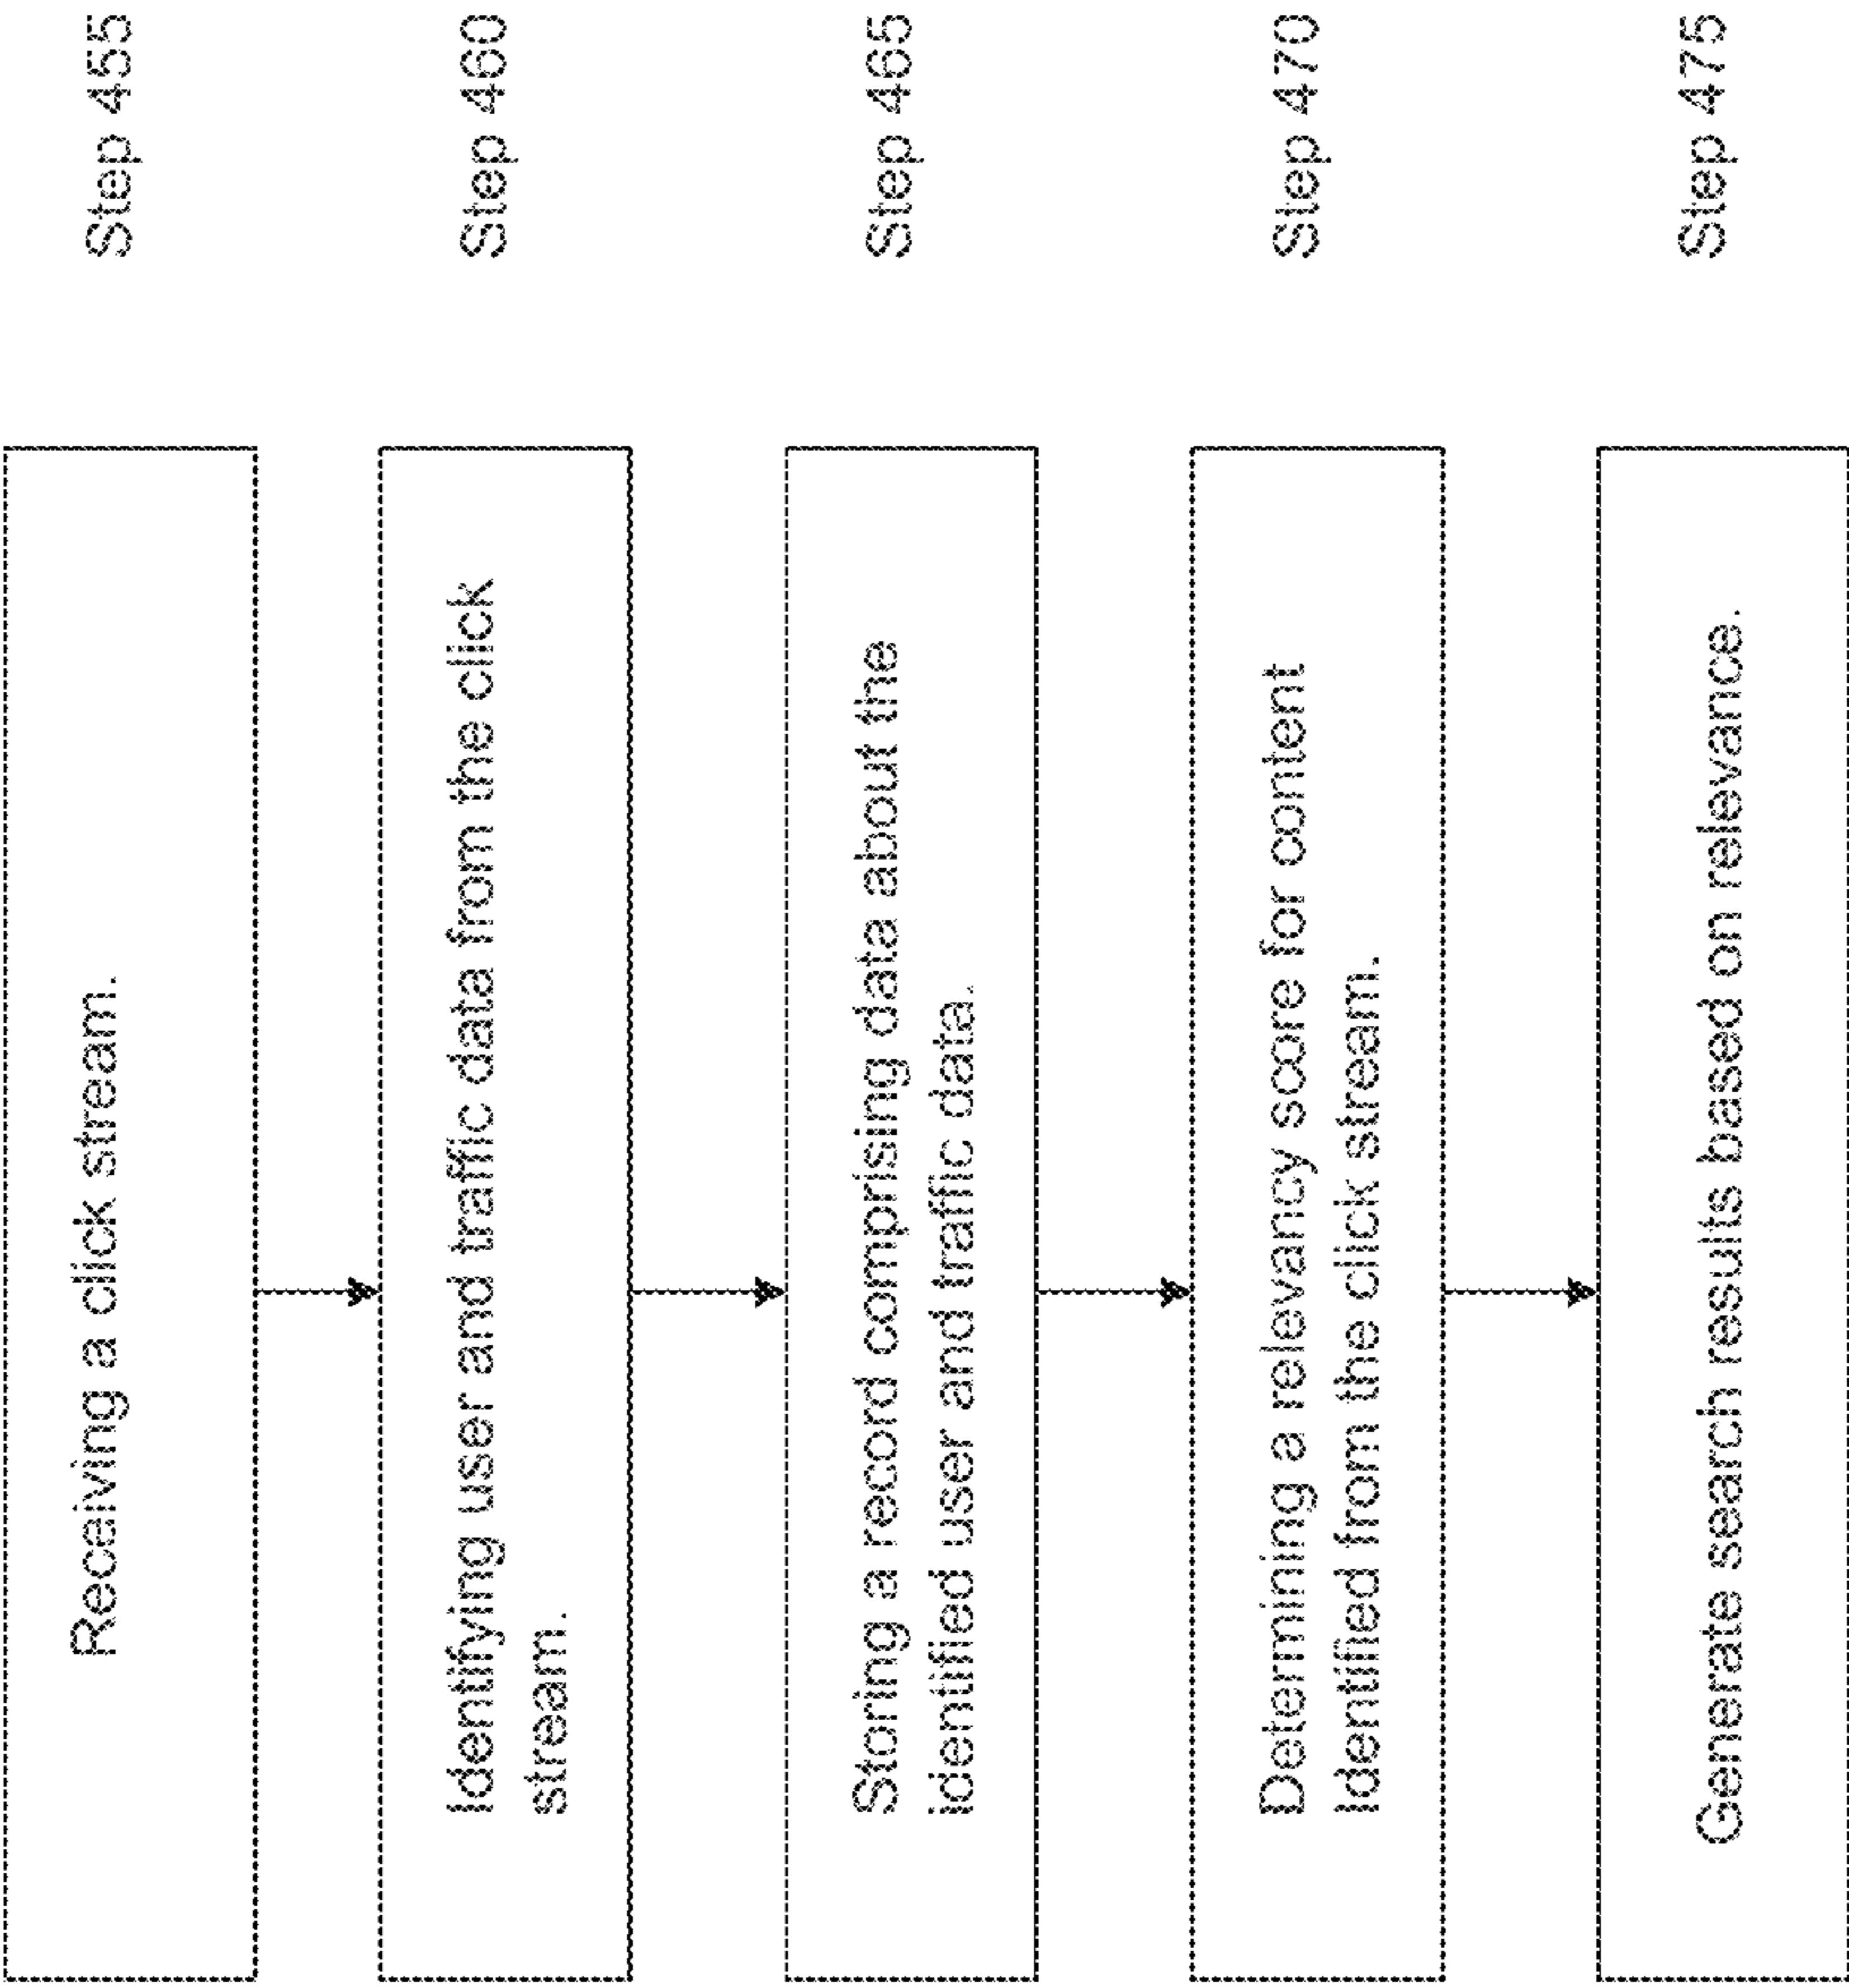 Receiving a click stream.
Step 455
Identifying user and traffic data from the click
stream.
Step 460
Storing a record comprising data about the
identified user and traffic data.
Step 465
Determining a relevancy score for content
identified from the click stream.
Step 470
Generate search results based on relevance.
Step 475